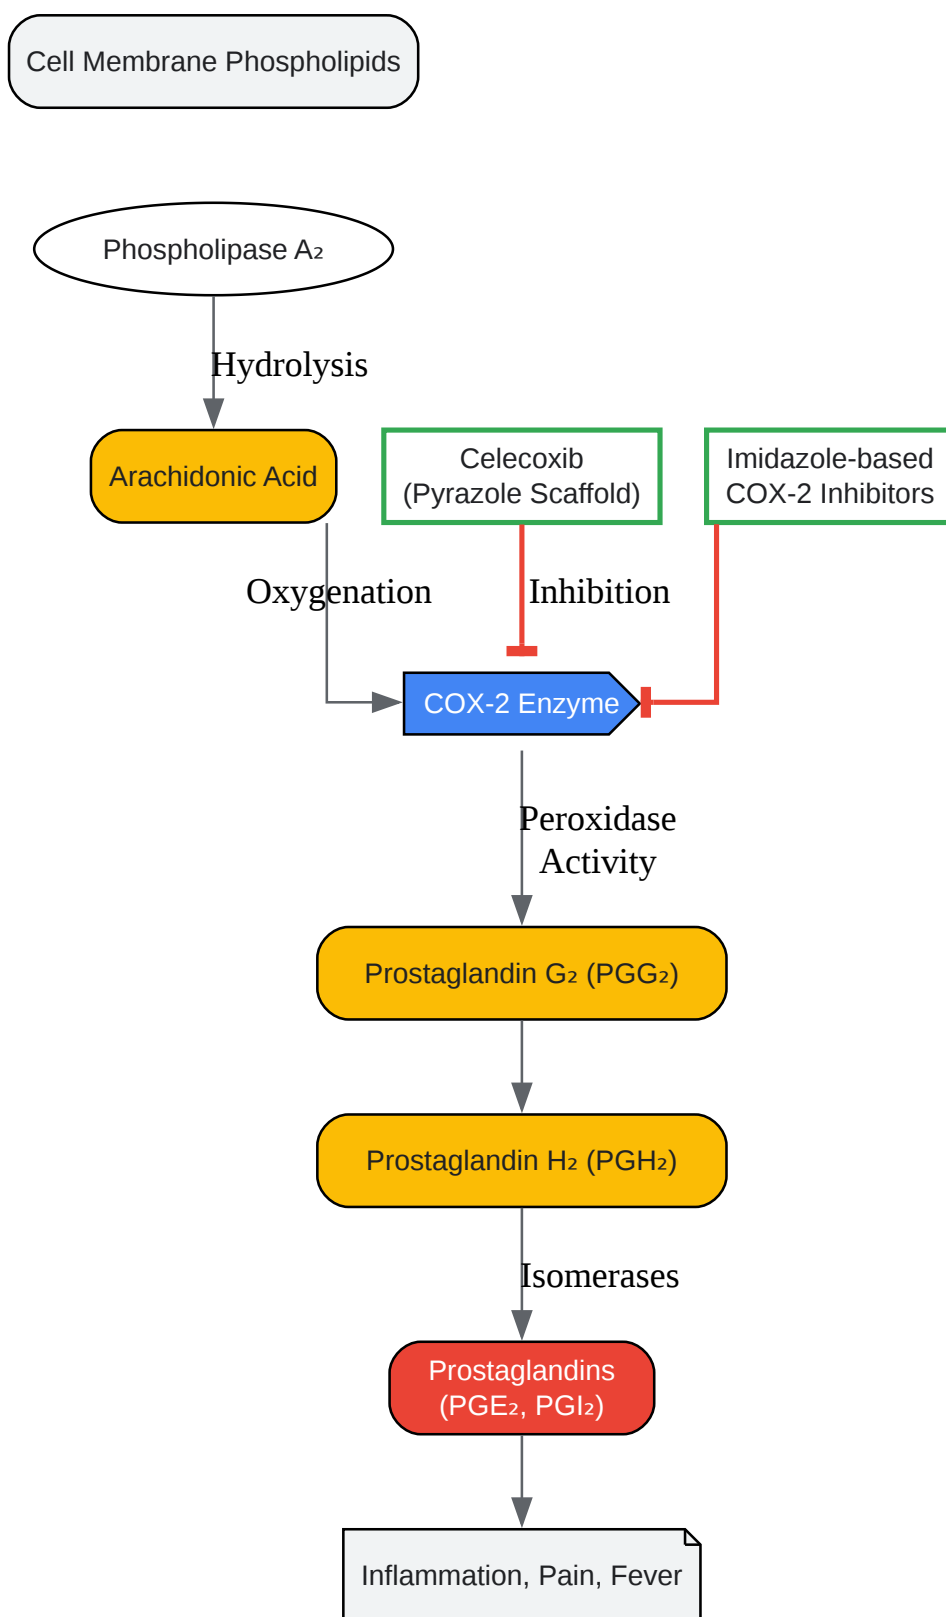 Cell Membrane Phospholipids
Phospholipase A₂
Hydrolysis
Arachidonic Acid
Celecoxib
(Pyrazole Scaffold)
Imidazole-based
COX-2 Inhibitors
Oxygenation
Inhibition
COX-2 Enzyme
Peroxidase
Activity
Prostaglandin G₂ (PGG₂)
Prostaglandin H₂ (PGH₂)
Isomerases
Prostaglandins
(PGE₂, PGI₂)
Inflammation, Pain, Fever